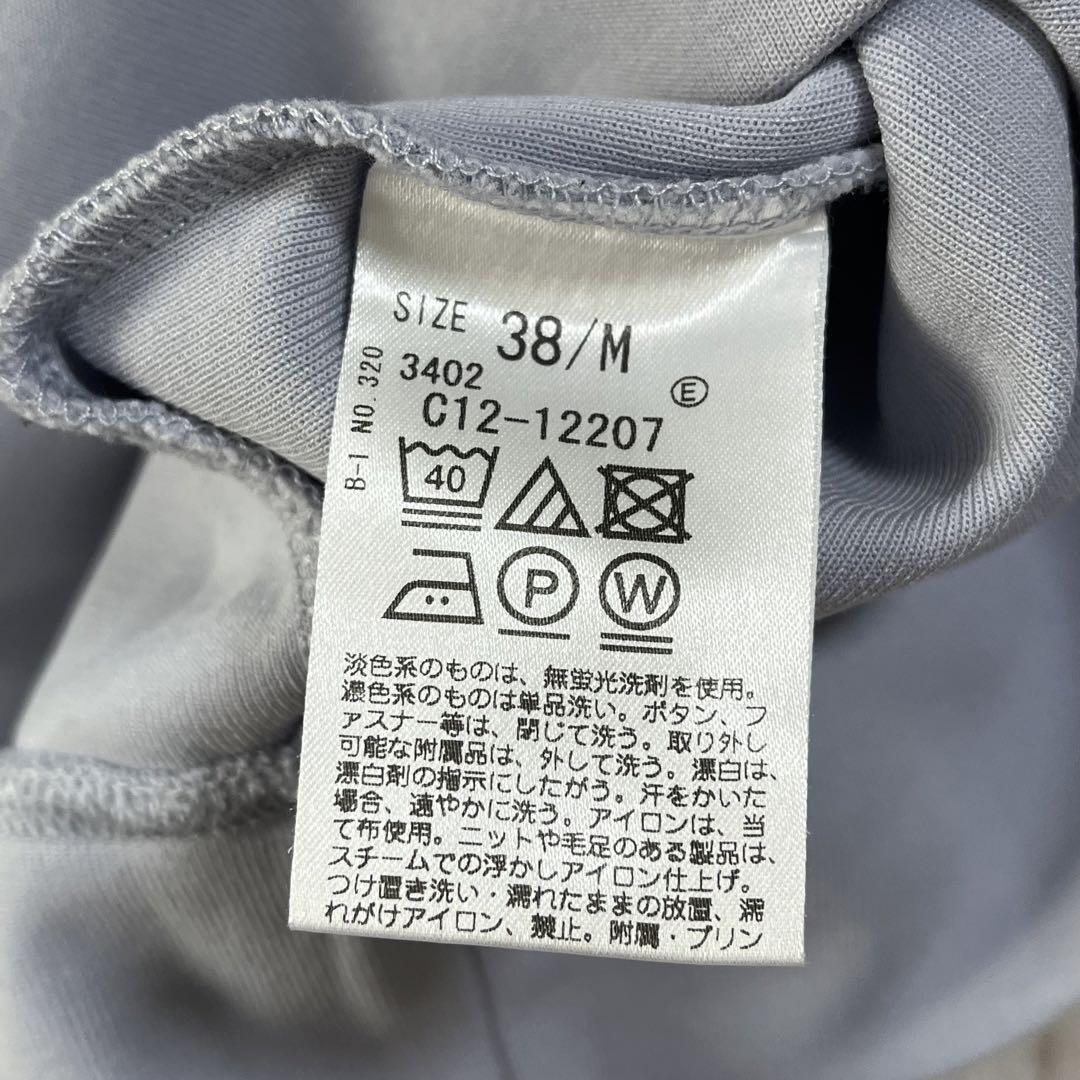 SIZE 38/M
B-1 NO.320
3402
C12-12207 E
40
P W
淡色系のものは、無蛍光洗剤を使用。
濃色系のものは単品洗い。ボタン、フ
ァスナー等は、閉じて洗う。取り外し
可能な附属品は、外して洗う。漂白は、
漂白剤の指示にしたがう。汗をかいた
場合、速やかに洗う。アイロンは、当
て布使用。ニットや毛足のある製品は、
スチームでの浮かしアイロン仕上げ。
つけ置き洗い・濡れたままの放置、濡
れがけアイロン、禁止。附属・プリン